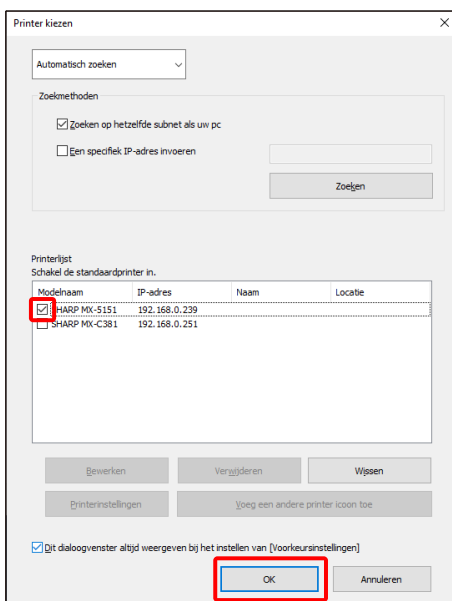 Printer kiezen
Automatisch zoeken
Zoekmethoden
Zoeken op hetzelfde subnet als uw pc
Een specifiek IP-adres invoeren
Zoeken
Printerlijst
Schakel de standaardprinter in.
Modelnaam IP-adres Naam Locatie
SHARP MX-5151 192.168.0.239
SHARP MX-C381 192.168.0.251
Bewerken Verwijderen Wissen
Printerinstellingen Voeg een andere printer icoon toe
Dit dialoogvenster altijd weergeven bij het instellen van [Voorkeursinstellingen]
OK Annuleren